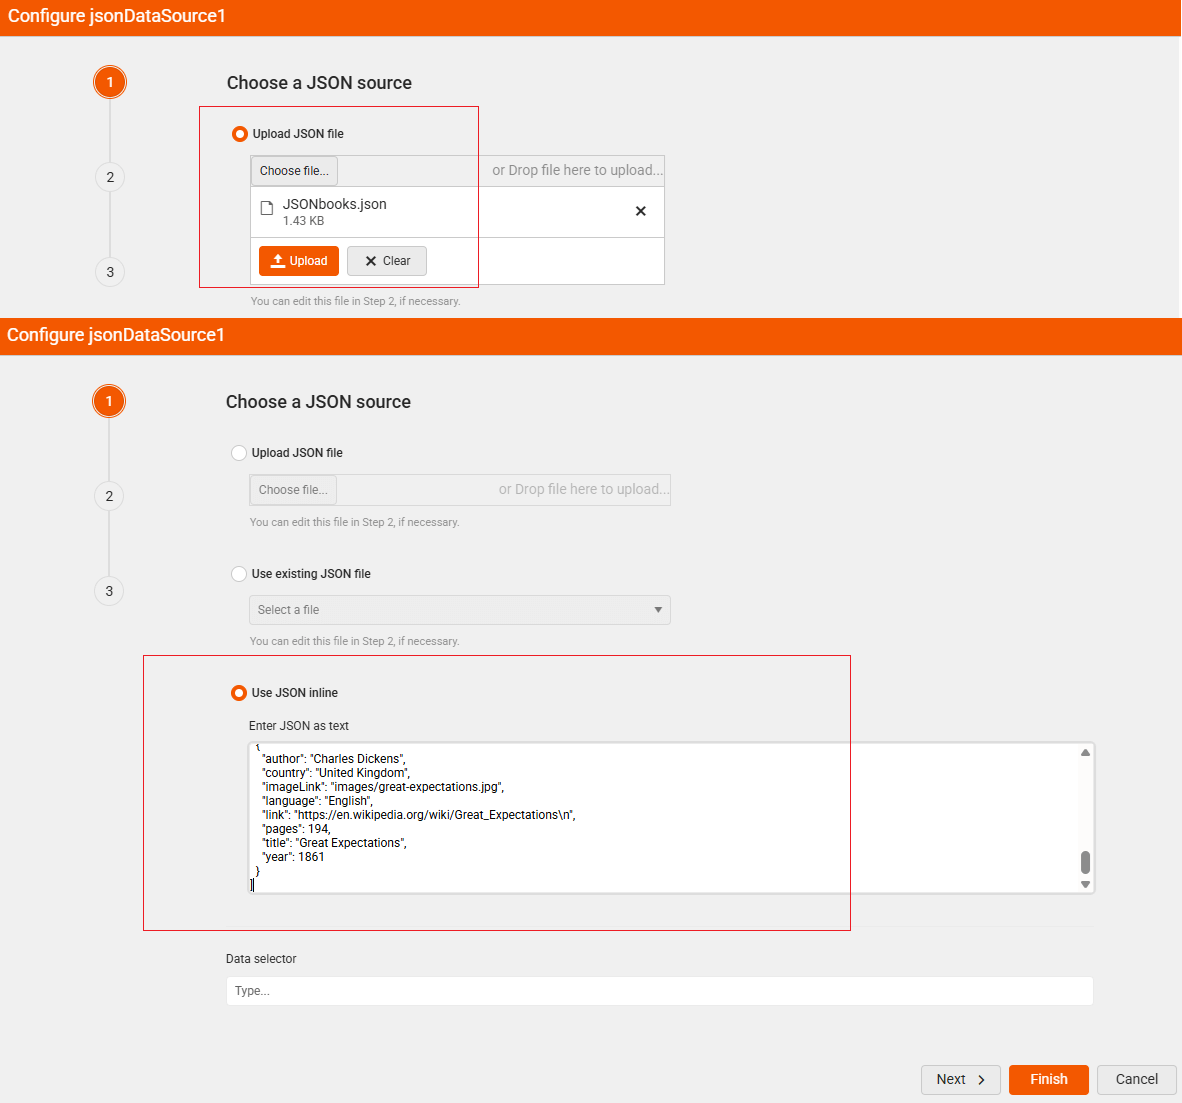 Configure jsonDataSource1
1
Choose a JSON source
Upload JSON file
Choose file...
or Drop file here to upload...
2
JSONbooks.json
1.43 KB
Upload
Clear
3
You can edit this file in Step 2, if necessary.
Configure jsonDataSource1
1
Choose a JSON source
Upload JSON file
Choose file...
or Drop file here to upload...
2
You can edit this file in Step 2, if necessary.
Use existing JSON file
3
Select a file
You can edit this file in Step 2, if necessary.
Use JSON inline
Enter JSON as text
{
"author": "Charles Dickens",
"country": "United Kingdom",
"imageLink": "images/great-expectations.jpg",
"language": "English",
"link": "https://en.wikipedia.org/wiki/Great_Expectations\n",
"pages": 194,
"title": "Great Expectations",
"year": 1861
}
]
Data selector
Type...
Next
Finish
Cancel